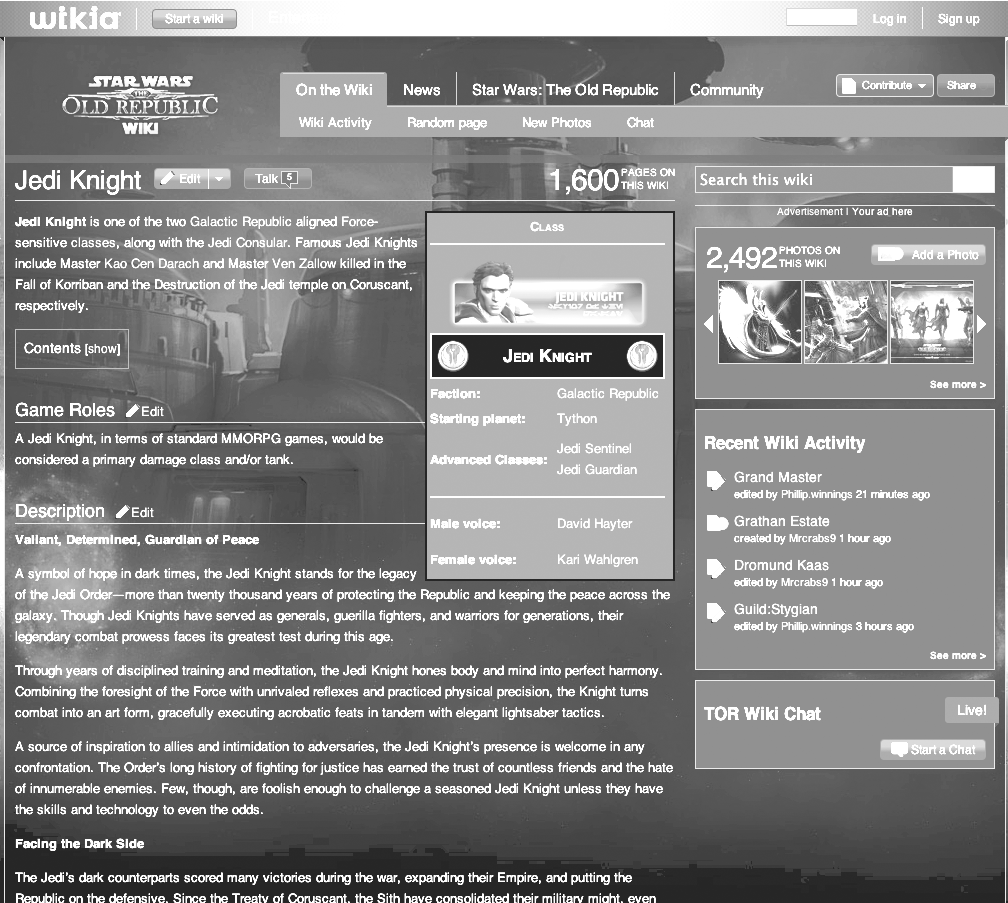 wikia
Start a wiki
Log in
Sign up
STAR WARS
THE
OLD REPUBLIC
WIKI
On the Wiki
News
Star Wars: The Old Republic
Community
Contribute
Share
Wiki Activity
Random page
New Photos
Chat
Jedi Knight
Edit
Talk 5
1,600 PAGES ON THIS WIKI
Jedi Knight is one of the two Galactic Republic aligned Force-
sensitive classes, along with the Jedi Consular. Famous Jedi Knights
include Master Kao Cen Darach and Master Ven Zallow killed in the
Fall of Korriban and the Destruction of the Jedi temple on Coruscant,
respectively.
Contents [show]
Game Roles Edit
A Jedi Knight, in terms of standard MMORPG games, would be
considered a primary damage class and/or tank.
Description Edit
Valiant, Determined, Guardian of Peace
A symbol of hope in dark times, the Jedi Knight stands for the legacy
of the Jedi Order—more than twenty thousand years of protecting the Republic and keeping the peace across the
galaxy. Though Jedi Knights have served as generals, guerilla fighters, and warriors for generations, their
legendary combat prowess faces its greatest test during this age.
Through years of disciplined training and meditation, the Jedi Knight hones body and mind into perfect harmony.
Combining the foresight of the Force with unrivaled reflexes and practiced physical precision, the Knight turns
combat into an art form, gracefully executing acrobatic feats in tandem with elegant lightsaber tactics.
A source of inspiration to allies and intimidation to adversaries, the Jedi Knight's presence is welcome in any
confrontation. The Order's long history of fighting for justice has earned the trust of countless friends and the hate
of innumerable enemies. Few, though, are foolish enough to challenge a seasoned Jedi Knight unless they have
the skills and technology to even the odds.
Facing the Dark Side
The Jedi's dark counterparts scored many victories during the war, expanding their Empire, and putting the
Republic on the defensive. Since the Treaty of Coruscant, the Sith have consolidated their military might, even
Class
JEDI KNIGHT
Jedi Knight
Faction: Galactic Republic
Starting planet: Tython
Advanced Classes: Jedi Sentinel
Jedi Guardian
Male voice: David Hayter
Female voice: Kari Wahlgren
Search this wiki
Advertisement | Your ad here
2,492 PHOTOS ON THIS WIKI
Add a Photo
See more >
Recent Wiki Activity
Grand Master
edited by Phillip.winnings 21 minutes ago
Grathan Estate
created by Mrcrabs9 1 hour ago
Dromund Kaas
edited by Mrcrabs9 1 hour ago
Guild:Stygian
edited by Phillip.winnings 3 hours ago
See more >
TOR Wiki Chat
Live!
Start a Chat